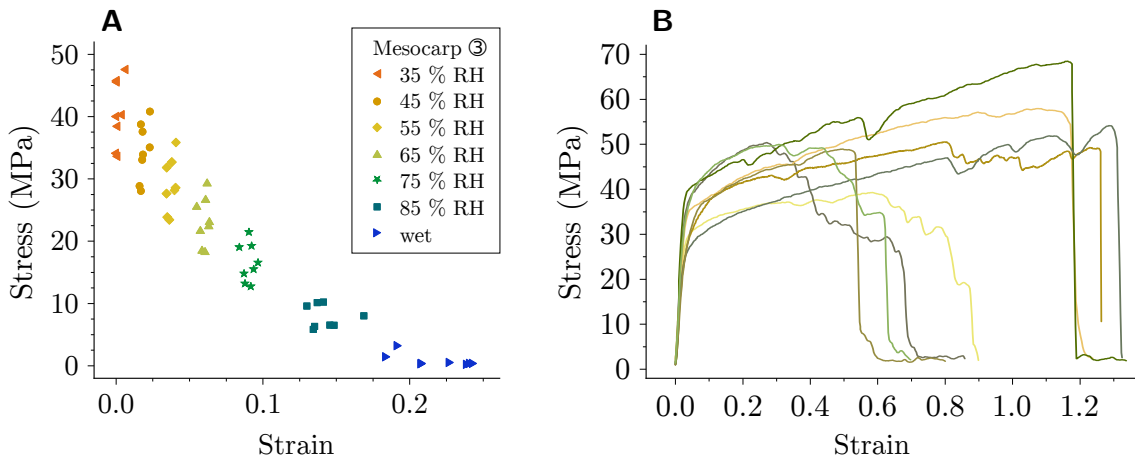 A
50
40
30
20
10
0
0.0
0.1
0.2
Stress (MPa)
Strain
Mesocarp ③
35 % RH
45 % RH
55 % RH
65 % RH
75 % RH
85 % RH
wet
B
70
60
50
40
30
20
10
0
0.0
0.2
0.4
0.6
0.8
1.0
1.2
Stress (MPa)
Strain